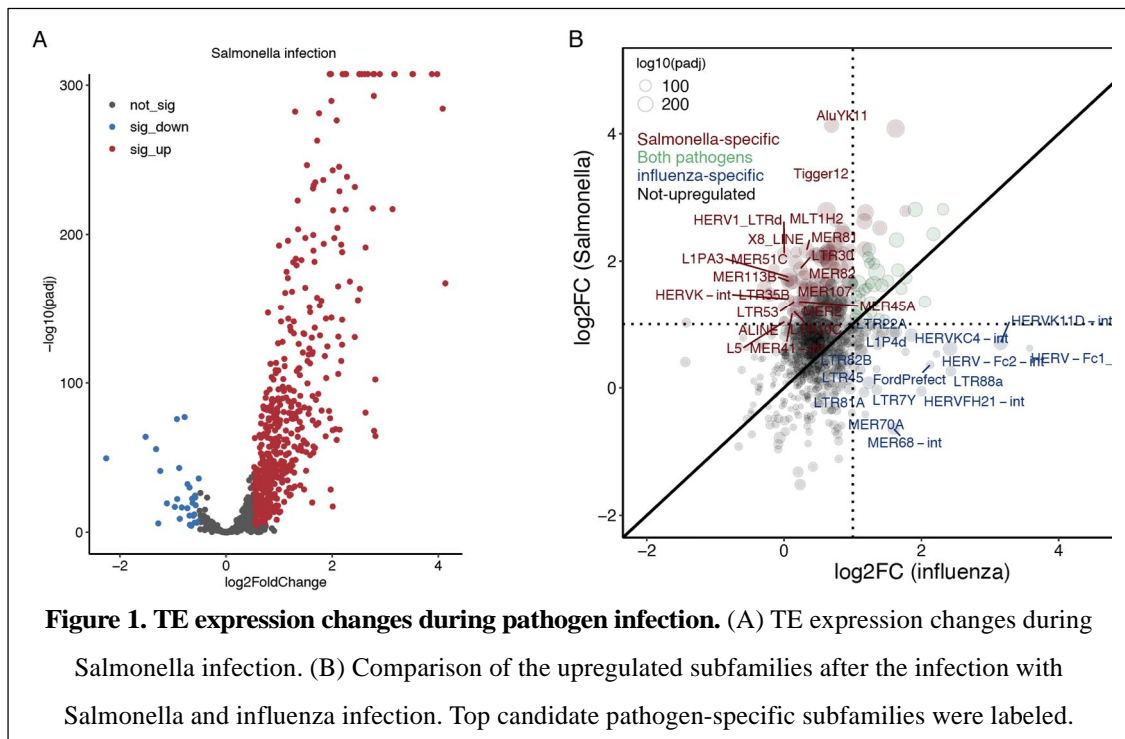 A
Salmonella infection
−log10(padj)
300
200
100
0
not_sig
sig_down
sig_up
−2
0
2
4
log2FoldChange
B
log2FC (Salmonella)
4
2
0
−2
log10(padj)
100
200
Salmonella-specific
Both pathogens
influenza-specific
Not-upregulated
AluYK11
Tigger12
HERV1_LTRd MLT1H2
X8_LINE MER81
L1PA3 MER51C LTR30
MER113B MER82
HERVK−int LTR35B MER107
LTR53 MER45A
ALINE
L5 MER41
LTR22A HERVK11D−int
L1P4d HERVKC4−int
LTR82B HERV−Fc2−int HERV−Fc1_
LTR45 FordPrefect LTR88a
LTR81A LTR7Y HERVFH21−int
MER70A
MER68−int
−2
0
2
4
log2FC (influenza)
Figure 1. TE expression changes during pathogen infection. (A) TE expression changes during
Salmonella infection. (B) Comparison of the upregulated subfamilies after the infection with
Salmonella and influenza infection. Top candidate pathogen-specific subfamilies were labeled.